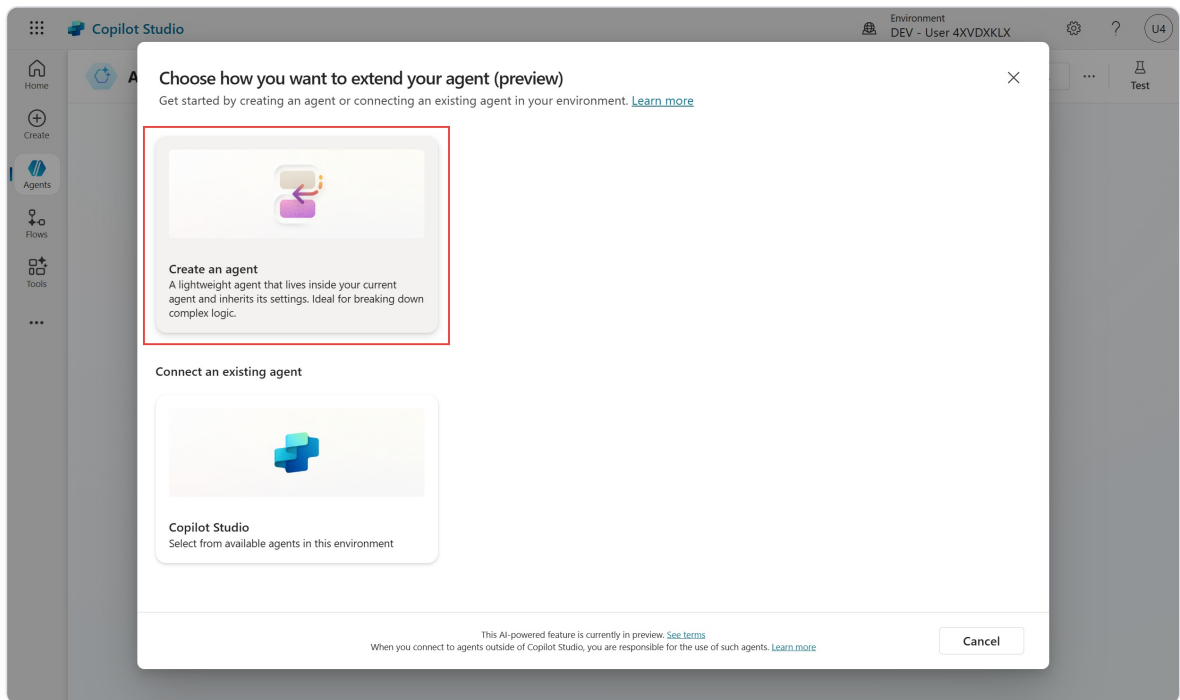 Copilot Studio
Environment
DEV - User 4XVDXKLX
U4
Home
Create
Agents
Flows
Tools
A
Test
Choose how you want to extend your agent (preview)
Get started by creating an agent or connecting an existing agent in your environment. Learn more
Create an agent
A lightweight agent that lives inside your current
agent and inherits its settings. Ideal for breaking down
complex logic.
Connect an existing agent
Copilot Studio
Select from available agents in this environment
This AI-powered feature is currently in preview. See terms
When you connect to agents outside of Copilot Studio, you are responsible for the use of such agents. Learn more
Cancel